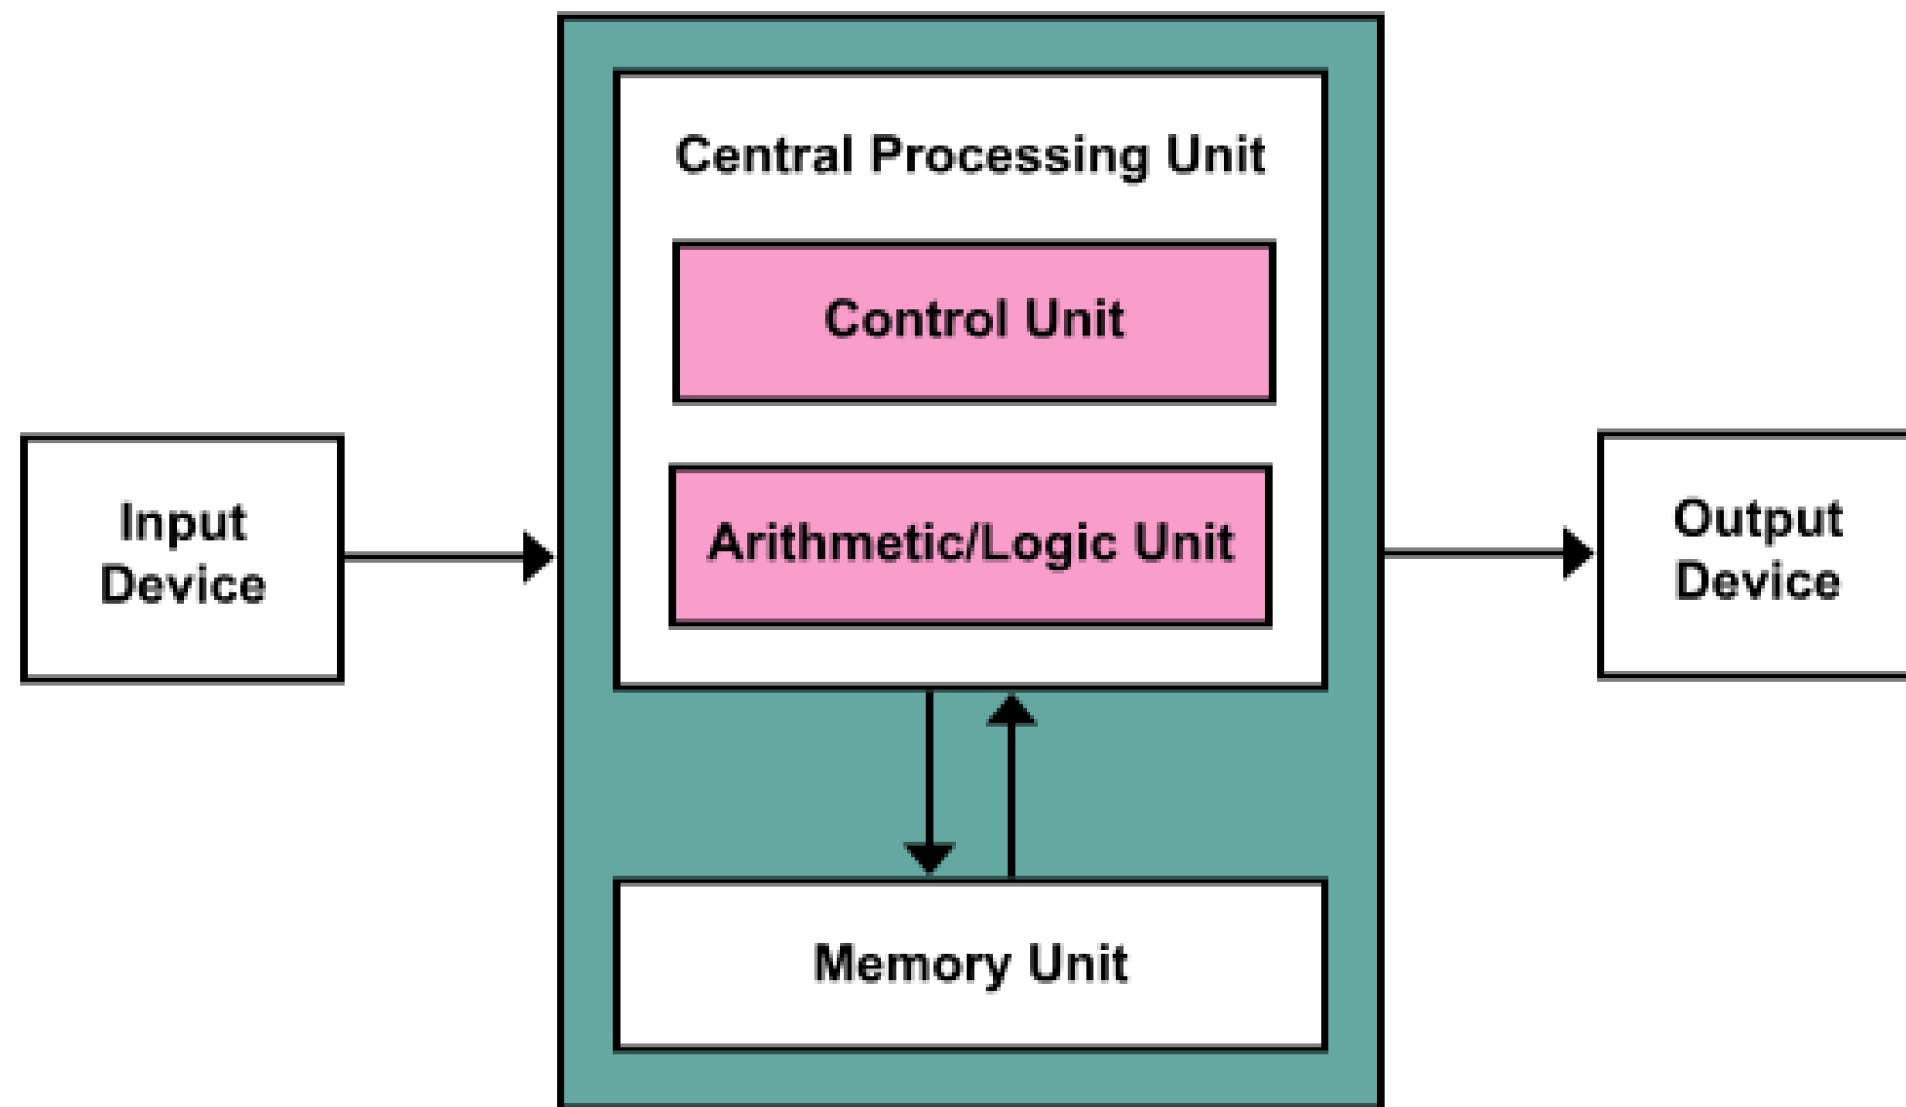 Central Processing Unit
Control Unit
Arithmetic/Logic Unit
Input
Device
Output
Device
Memory Unit